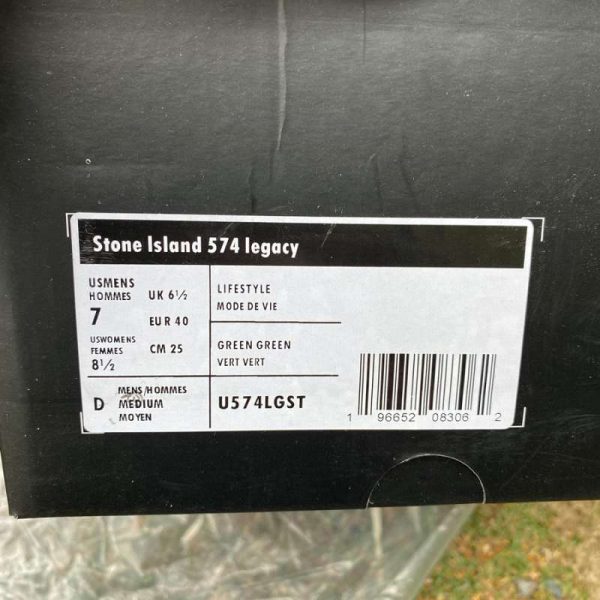 Stone Island 574 legacy
USMENS
HOMMES
7
UK 6½
EUR 40
USWOMENS
FEMMES
8½
CM 25
LIFESTYLE
MODE DE VIE
GREEN GREEN
VERT VERT
D
MENS/HOMMES
MEDIUM
MOYEN
U574LGST
1 96652 08306 2